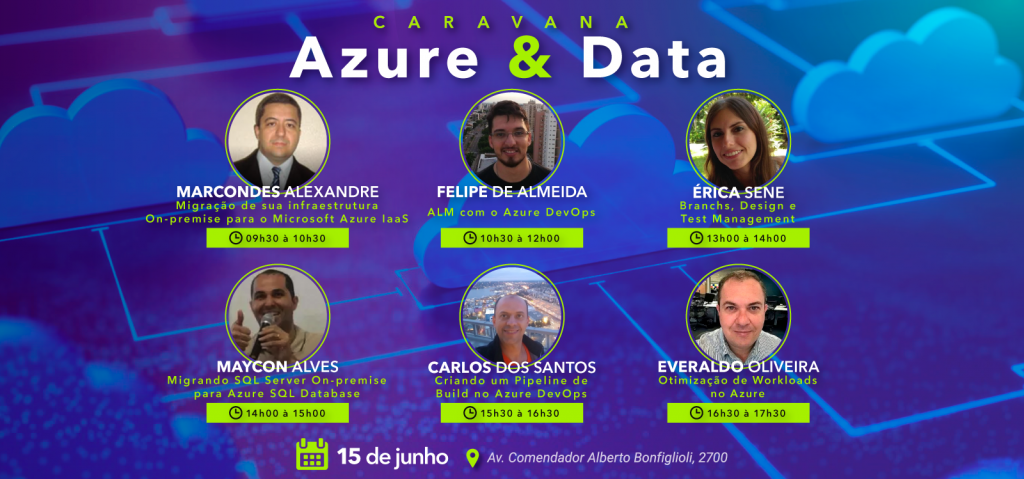 CARAVANA
Azure & Data
MARCONDES ALEXANDRE
Migração de sua infraestrutura
On-premise para o Microsoft Azure IaaS
09h30 à 10h30
FELIPE DE ALMEIDA
ALM com o Azure DevOps
10h30 à 12h00
ÉRICA SENE
Branchs, Design e
Test Management
13h00 à 14h00
MAYCON ALVES
Migrando SQL Server On-premise
para Azure SQL Database
14h00 à 15h00
CARLOS DOS SANTOS
Criando um Pipeline de
Build no Azure DevOps
15h30 à 16h30
EVERALDO OLIVEIRA
Otimização de Workloads
no Azure
16h30 à 17h30
15 de junho
Av. Comendador Alberto Bonfiglioli, 2700